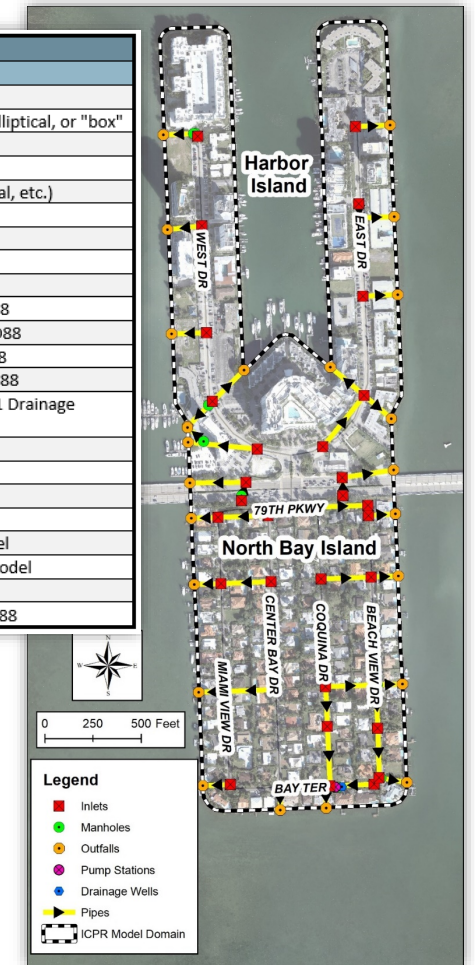 liptical, or "box"
al, etc.)
8
88
8
88
1 Drainage
el
odel
88
Harbor
Island
WEST DR
EAST DR
79TH PKWY
North Bay Island
CENTER BAY DR
COQUINA DR
BEACH VIEW DR
MIAMI VIEW DR
BAY TER
N
W
E
S
0 250 500 Feet
Legend
Inlets
Manholes
Outfalls
Pump Stations
Drainage Wells
Pipes
ICPR Model Domain